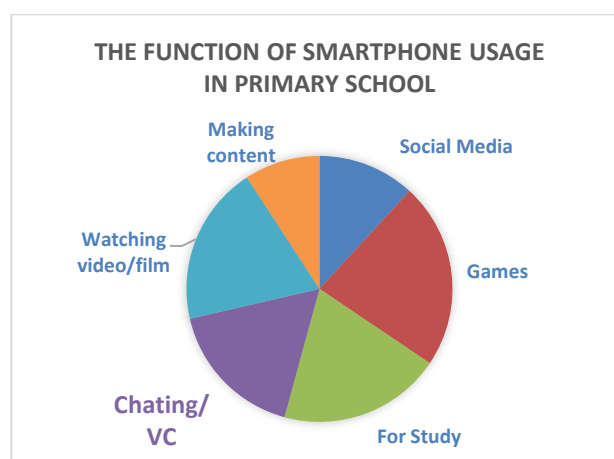 THE FUNCTION OF SMARTPHONE USAGE
IN PRIMARY SCHOOL
Making
content
Social Media
Watching
video/film
Games
Chating/
VC
For Study